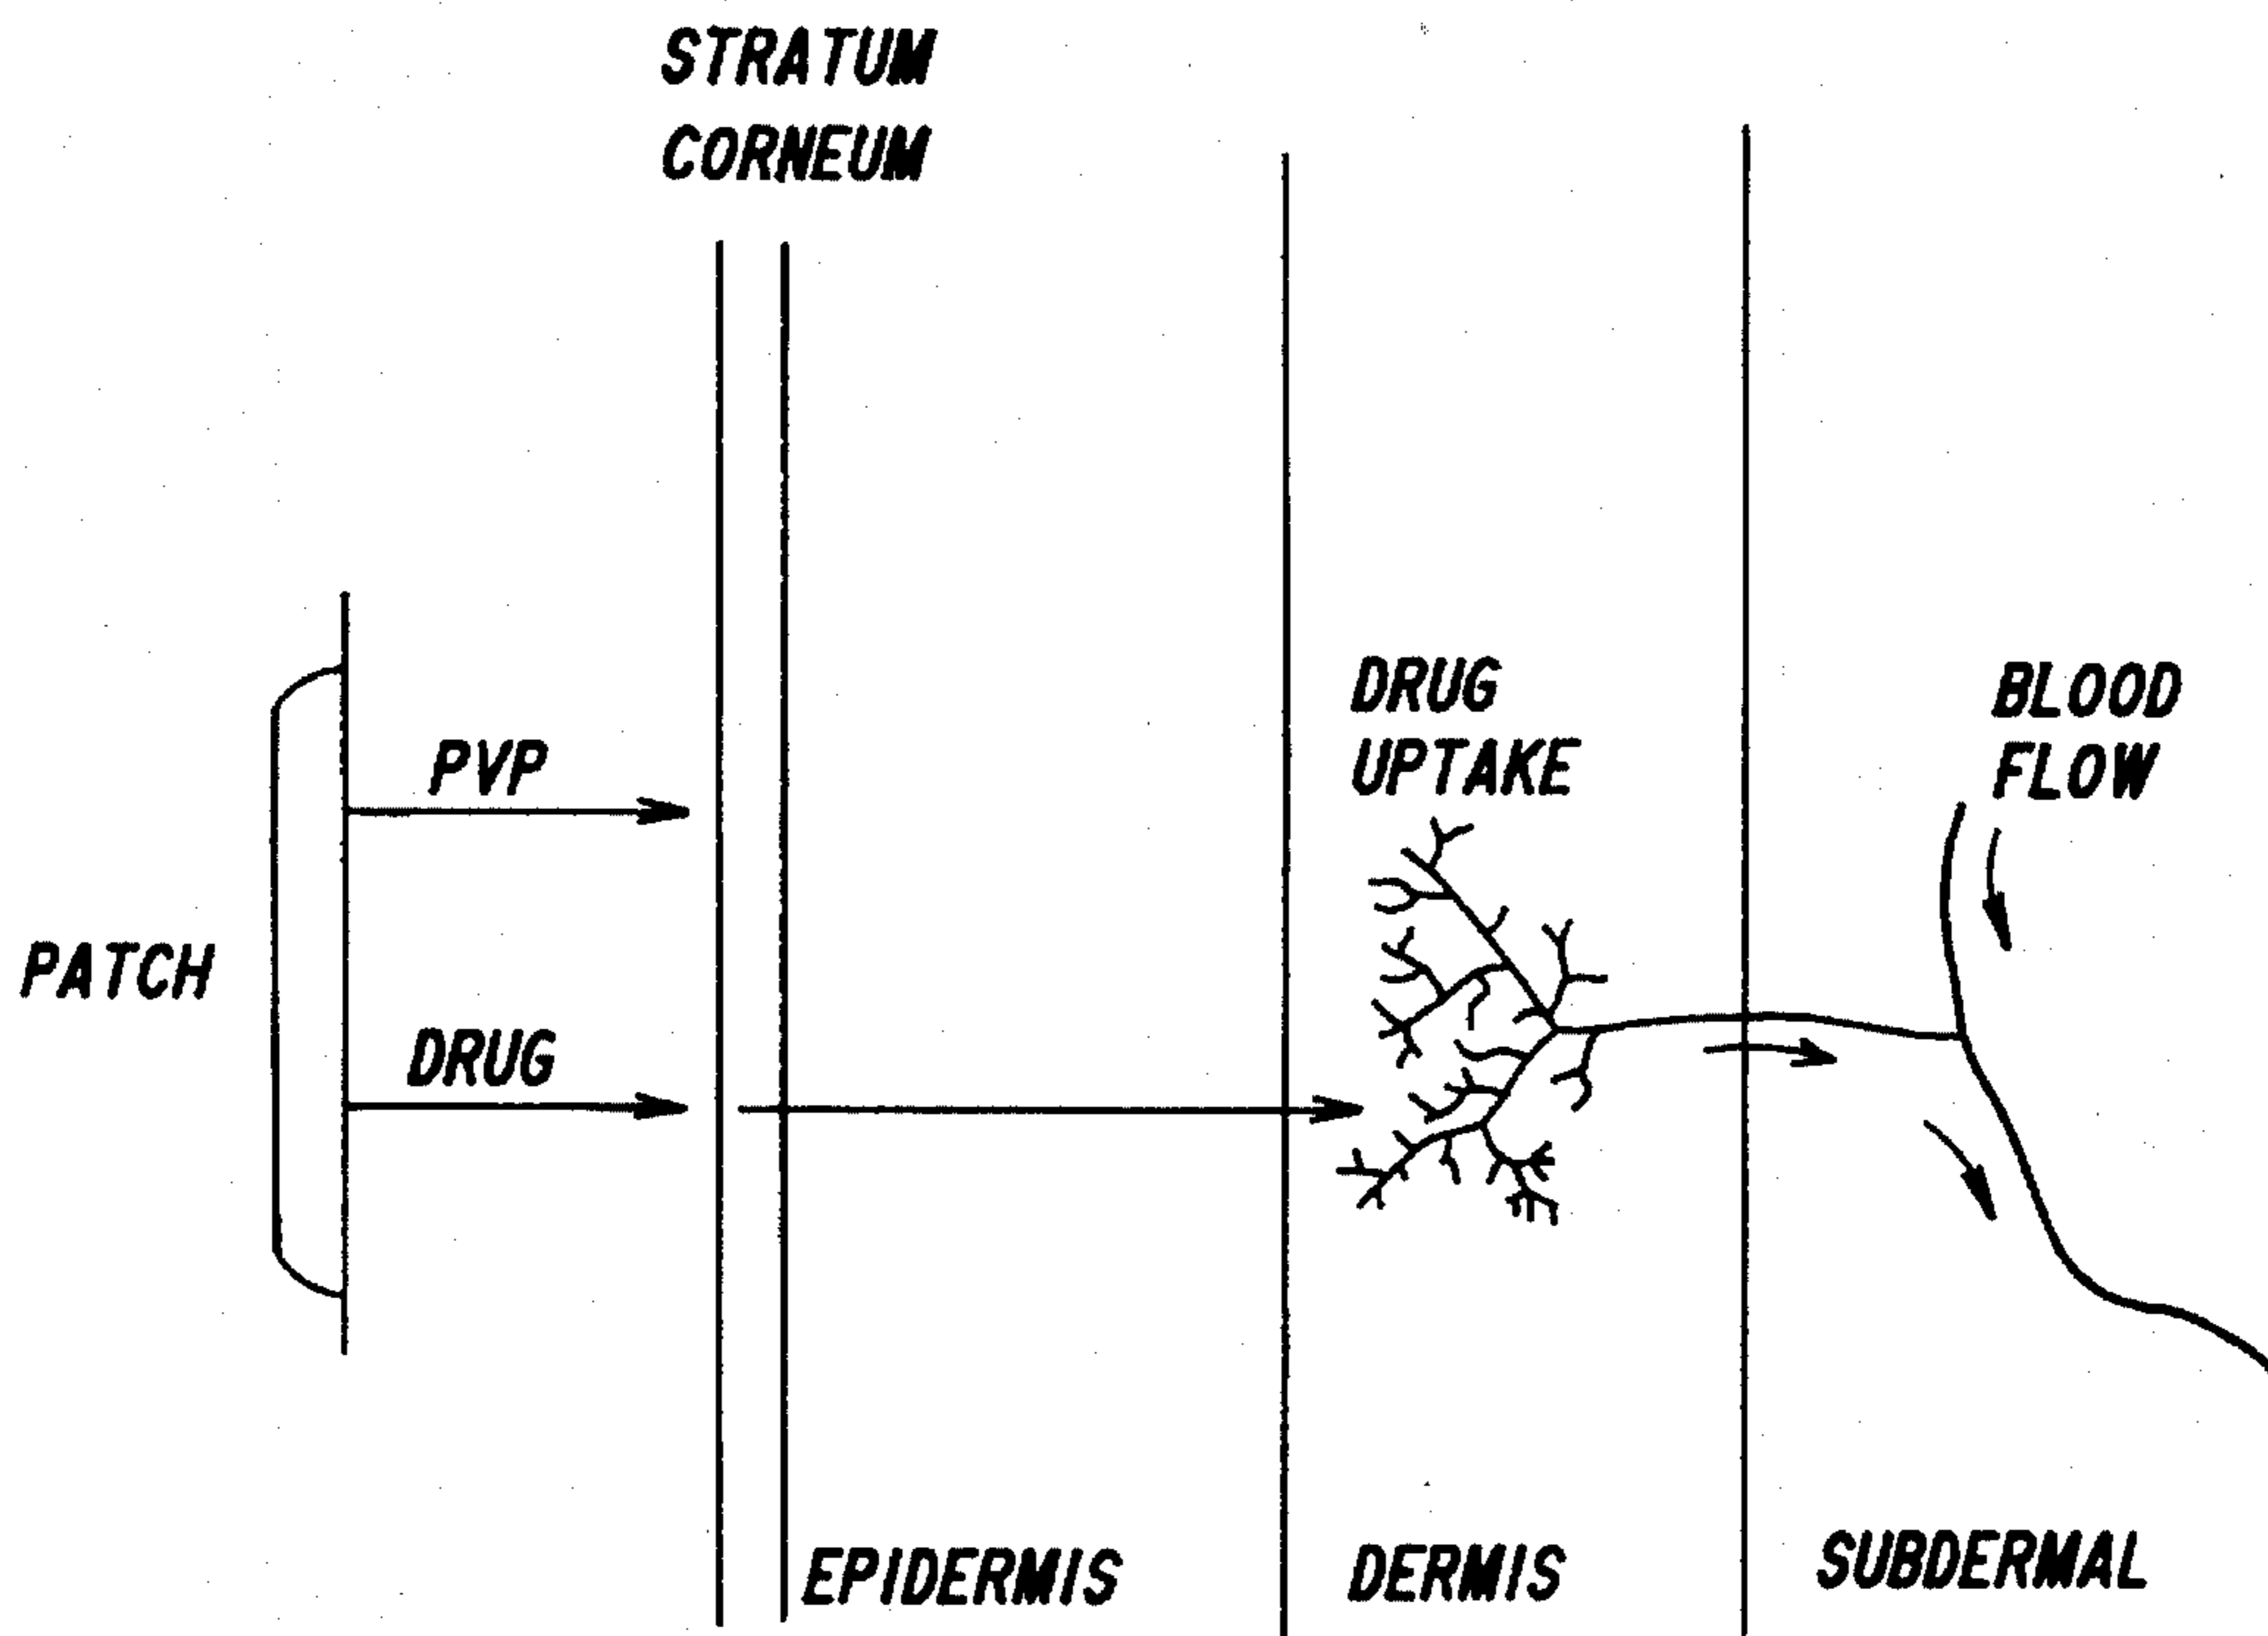 STRATUM
CORNEUM
DRUG
UPTAKE
BLOOD
FLOW
PVP
PATCH
DRUG
EPIDERMIS
DERMIS
SUBDERMAL